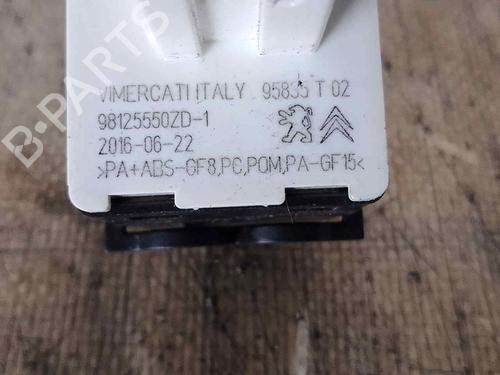 VIMERCATI ITALY 95835 T 02
98125550ZD-1
2016-06-22
>PA+ABS-GF8,PC,POM,PA-GF15<
B-PARTS